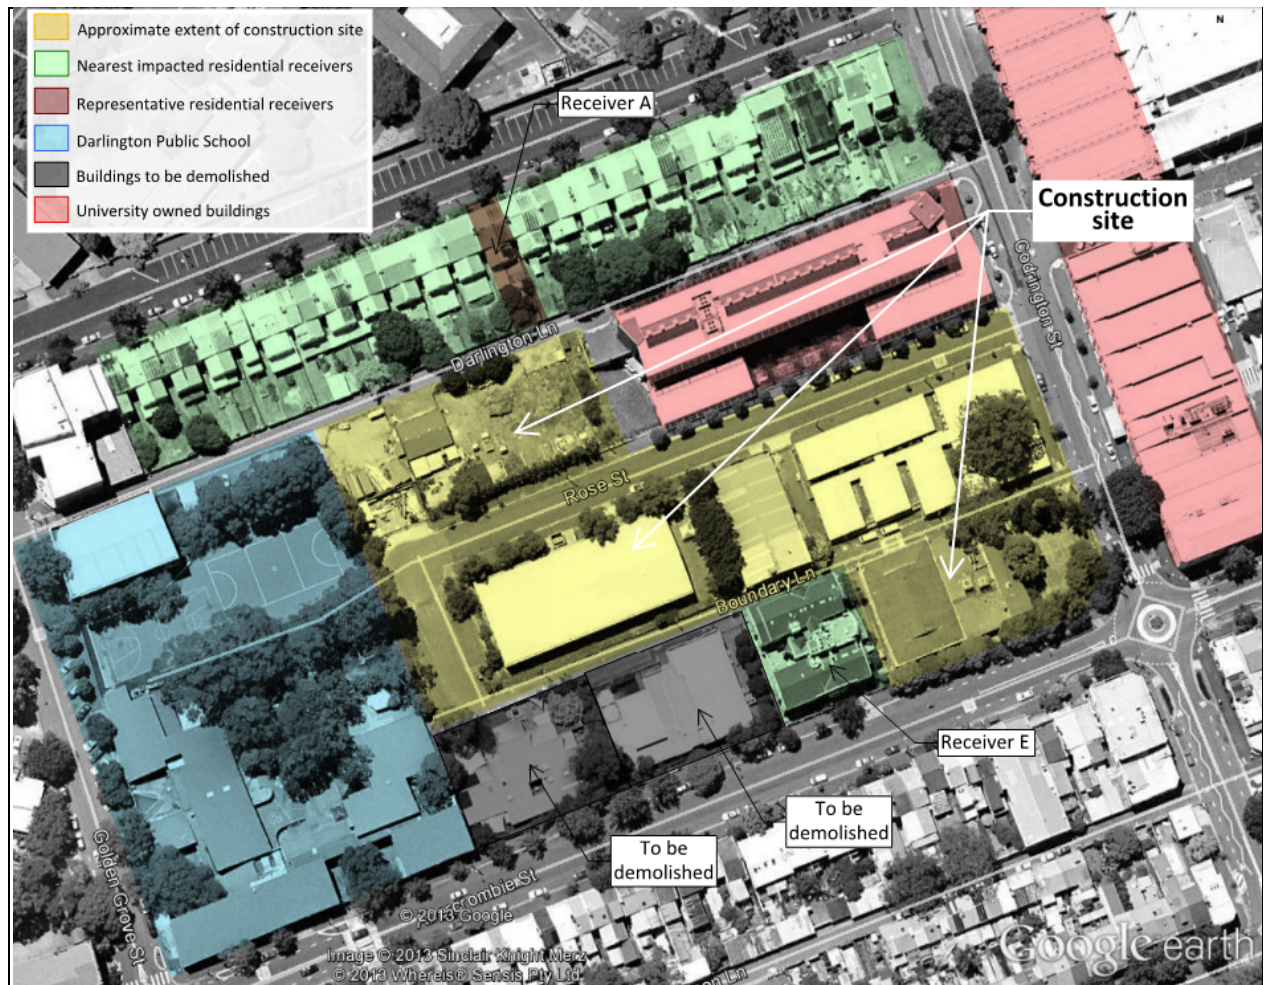 Approximate extent of construction site
Nearest impacted residential receivers
Representative residential receivers
Darlington Public School
Buildings to be demolished
University owned buildings
N
Receiver A
Construction
site
Codrington St
Darlington Ln
Rose St
Boundary Ln
Receiver E
To be
demolished
To be
demolished
Golden Grove St
Abercrombie St
© 2013 Google
Image © 2013 Sinclair Knight Merz
© 2013 Whereis® Sensis Pty Ltd
on Ln
Google earth